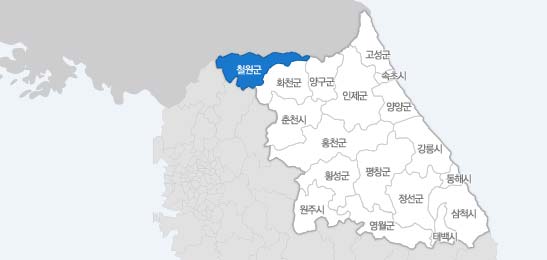 고성군
철원군
속초시
화천군
양구군
인제군
양양군
춘천시
홍천군
강릉시
횡성군
평창군
동해시
정선군
원주시
삼척시
영월군
태백시